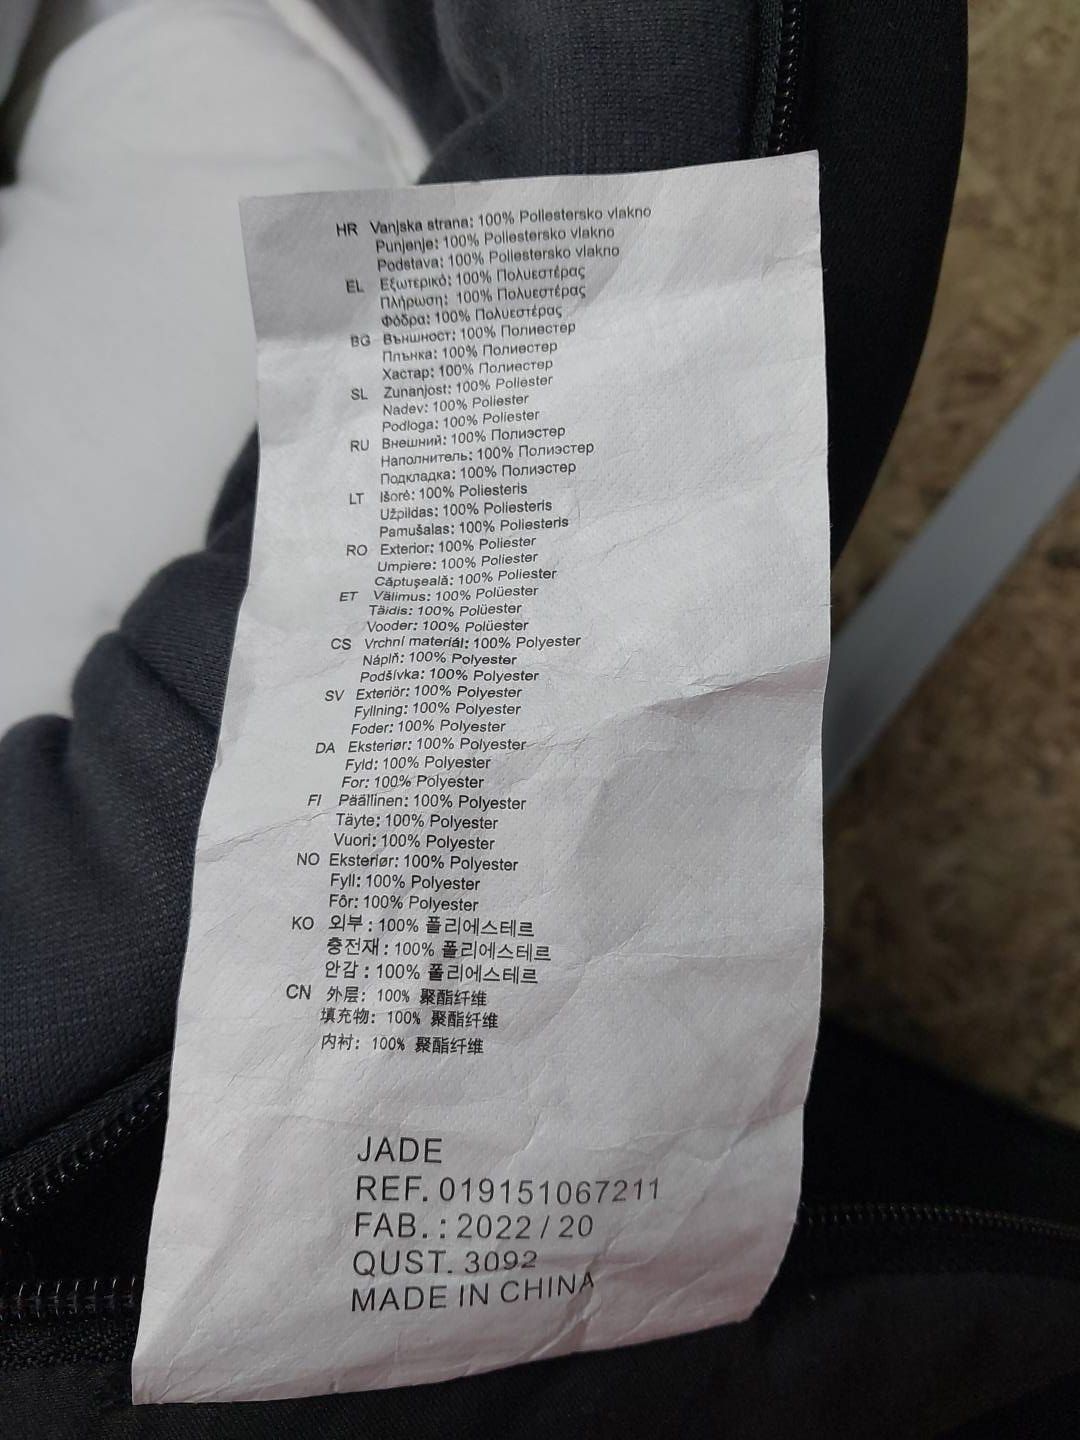 HR Vanjska strana: 100% Poliestersko vlakno
Punjenje: 100% Poliestersko vlakno
Podstava: 100% Poliestersko vlakno
EL Εξωτερικό: 100% Πολυεστέρας
Πλήρωση: 100% Πολυεστέρας
Φόδρα: 100% Πολυεστέρας
BG Външност: 100% Полиестер
Плънка: 100% Полиестер
Хастар: 100% Полиестер
SL Zunanjost: 100% Poliester
Nadev: 100% Poliester
Podloga: 100% Poliester
RU Внешний: 100% Полиэстер
Наполнитель: 100% Полиэстер
Подкладка: 100% Полиэстер
LT Išorė: 100% Poliesteris
Užpildas: 100% Poliesteris
Pamušalas: 100% Poliesteris
RO Exterior: 100% Poliester
Umpiere: 100% Poliester
Căptușeală: 100% Poliester
ET Välimus: 100% Polüester
Täidis: 100% Polüester
Vooder: 100% Polüester
CS Vrchní materiál: 100% Polyester
Náplň: 100% Polyester
Podšívka: 100% Polyester
SV Exteriör: 100% Polyester
Fyllning: 100% Polyester
Foder: 100% Polyester
DA Eksteriør: 100% Polyester
Fyld: 100% Polyester
For: 100% Polyester
FI Päällinen: 100% Polyester
Täyte: 100% Polyester
Vuori: 100% Polyester
NO Eksteriør: 100% Polyester
Fyll: 100% Polyester
Fôr: 100% Polyester
KO 외부 : 100% 폴리에스테르
충전재 : 100% 폴리에스테르
안감 : 100% 폴리에스테르
CN 外层: 100% 聚酯纤维
填充物: 100% 聚酯纤维
内衬: 100% 聚酯纤维
JADE
REF. 019151067211
FAB. : 2022 / 20
QUST. 3092
MADE IN CHINA